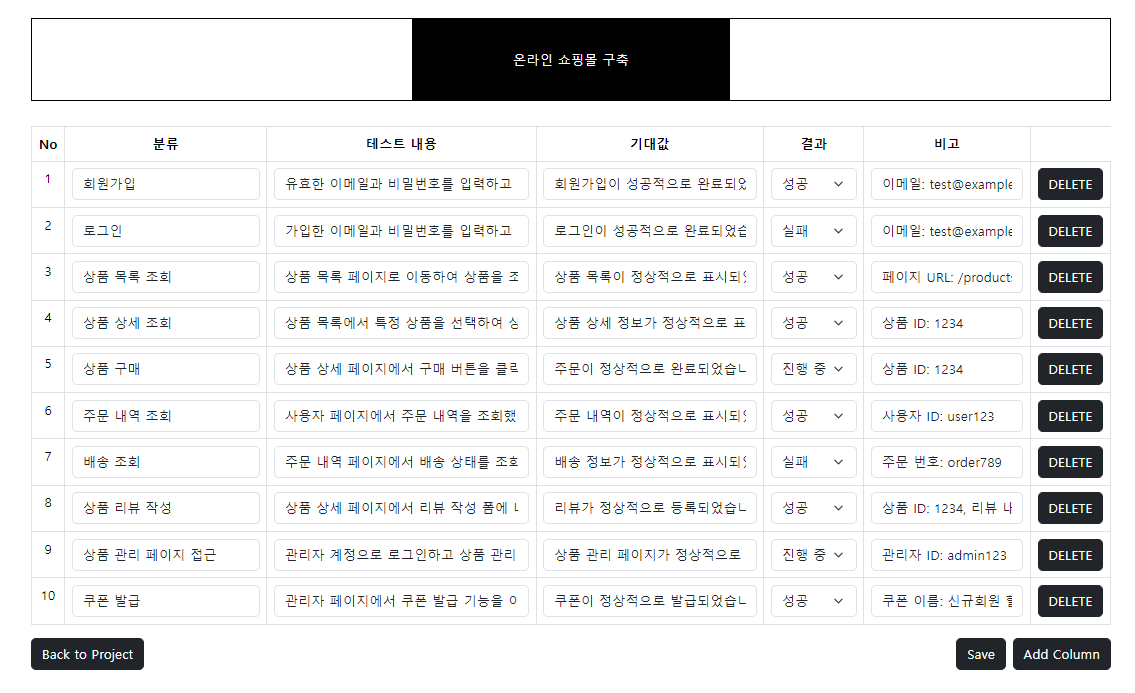 온라인 쇼핑몰 구축
No 분류 테스트 내용 기대값 결과 비고
1 회원가입 유효한 이메일과 비밀번호를 입력하고 회원가입이 성공적으로 완료되었 성공 이메일: test@example DELETE
2 로그인 가입한 이메일과 비밀번호를 입력하고 로그인이 성공적으로 완료되었습 실패 이메일: test@example DELETE
3 상품 목록 조회 상품 목록 페이지로 이동하여 상품을 조 상품 목록이 정상적으로 표시되었 성공 페이지 URL: /products DELETE
4 상품 상세 조회 상품 목록에서 특정 상품을 선택하여 상 상품 상세 정보가 정상적으로 표 성공 상품 ID: 1234 DELETE
5 상품 구매 상품 상세 페이지에서 구매 버튼을 클릭 주문이 정상적으로 완료되었습니 진행 중 상품 ID: 1234 DELETE
6 주문 내역 조회 사용자 페이지에서 주문 내역을 조회했 주문 내역이 정상적으로 표시되었 성공 사용자 ID: user123 DELETE
7 배송 조회 주문 내역 페이지에서 배송 상태를 조회 배송 정보가 정상적으로 표시되었 실패 주문 번호: order789 DELETE
8 상품 리뷰 작성 상품 상세 페이지에서 리뷰 작성 폼에 리뷰가 정상적으로 등록되었습니 성공 상품 ID: 1234, 리뷰 내 DELETE
9 상품 관리 페이지 접근 관리자 계정으로 로그인하고 상품 관리 상품 관리 페이지가 정상적으로 진행 중 관리자 ID: admin123 DELETE
10 쿠폰 발급 관리자 페이지에서 쿠폰 발급 기능을 쿠폰이 정상적으로 발급되었습니 성공 쿠폰 이름: 신규회원 할 DELETE
Back to Project Save Add Column